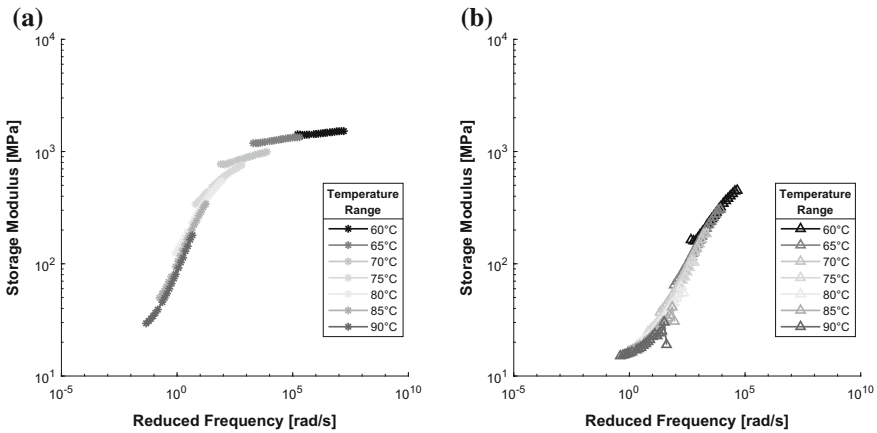 (a)
10^4
10^3
10^2
10^1
Storage Modulus [MPa]
10^-5
10^0
10^5
10^10
Reduced Frequency [rad/s]
Temperature
Range
60°C
65°C
70°C
75°C
80°C
85°C
90°C
(b)
10^4
10^3
10^2
10^1
Storage Modulus [MPa]
10^-5
10^0
10^5
10^10
Reduced Frequency [rad/s]
Temperature
Range
60°C
65°C
70°C
75°C
80°C
85°C
90°C